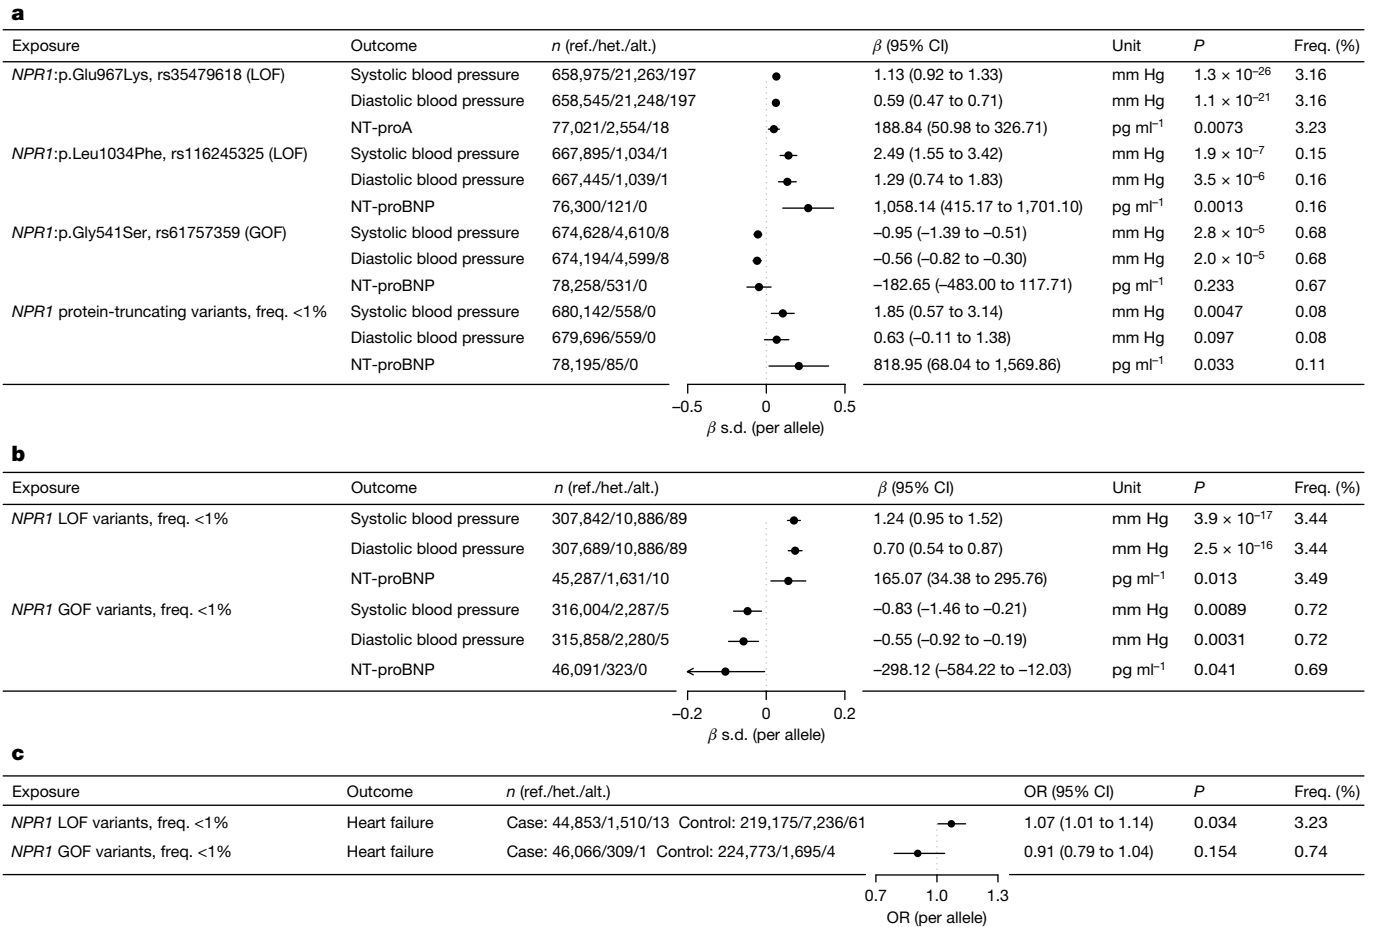 a
Exposure Outcome n (ref./het./alt.) β (95% CI) Unit P Freq. (%)
NPR1:p.Glu967Lys, rs35479618 (LOF) Systolic blood pressure 658,975/21,263/197 1.13 (0.92 to 1.33) mm Hg 1.3 × 10–26 3.16
Diastolic blood pressure 658,545/21,248/197 0.59 (0.47 to 0.71) mm Hg 1.1 × 10–21 3.16
NT-proA 77,021/2,554/18 188.84 (50.98 to 326.71) pg ml–1 0.0073 3.23
NPR1:p.Leu1034Phe, rs116245325 (LOF) Systolic blood pressure 667,895/1,034/1 2.49 (1.55 to 3.42) mm Hg 1.9 × 10–7 0.15
Diastolic blood pressure 667,445/1,039/1 1.29 (0.74 to 1.83) mm Hg 3.5 × 10–6 0.16
NT-proBNP 76,300/121/0 1,058.14 (415.17 to 1,701.10) pg ml–1 0.0013 0.16
NPR1:p.Gly541Ser, rs61757359 (GOF) Systolic blood pressure 674,628/4,610/8 –0.95 (–1.39 to –0.51) mm Hg 2.8 × 10–5 0.68
Diastolic blood pressure 674,194/4,599/8 –0.56 (–0.82 to –0.30) mm Hg 2.0 × 10–5 0.68
NT-proBNP 78,258/531/0 –182.65 (–483.00 to 117.71) pg ml–1 0.233 0.67
NPR1 protein-truncating variants, freq. <1% Systolic blood pressure 680,142/558/0 1.85 (0.57 to 3.14) mm Hg 0.0047 0.08
Diastolic blood pressure 679,696/559/0 0.63 (–0.11 to 1.38) mm Hg 0.097 0.08
NT-proBNP 78,195/85/0 818.95 (68.04 to 1,569.86) pg ml–1 0.033 0.11
–0.5 0 0.5
β s.d. (per allele)
b
Exposure Outcome n (ref./het./alt.) β (95% CI) Unit P Freq. (%)
NPR1 LOF variants, freq. <1% Systolic blood pressure 307,842/10,886/89 1.24 (0.95 to 1.52) mm Hg 3.9 × 10–17 3.44
Diastolic blood pressure 307,689/10,886/89 0.70 (0.54 to 0.87) mm Hg 2.5 × 10–16 3.44
NT-proBNP 45,287/1,631/10 165.07 (34.38 to 295.76) pg ml–1 0.013 3.49
NPR1 GOF variants, freq. <1% Systolic blood pressure 316,004/2,287/5 –0.83 (–1.46 to –0.21) mm Hg 0.0089 0.72
Diastolic blood pressure 315,858/2,280/5 –0.55 (–0.92 to –0.19) mm Hg 0.0031 0.72
NT-proBNP 46,091/323/0 –298.12 (–584.22 to –12.03) pg ml–1 0.041 0.69
–0.2 0 0.2
β s.d. (per allele)
c
Exposure Outcome n (ref./het./alt.) OR (95% CI) P Freq. (%)
NPR1 LOF variants, freq. <1% Heart failure Case: 44,853/1,510/13 Control: 219,175/7,236/61 1.07 (1.01 to 1.14) 0.034 3.23
NPR1 GOF variants, freq. <1% Heart failure Case: 46,066/309/1 Control: 224,773/1,695/4 0.91 (0.79 to 1.04) 0.154 0.74
0.7 1.0 1.3
OR (per allele)